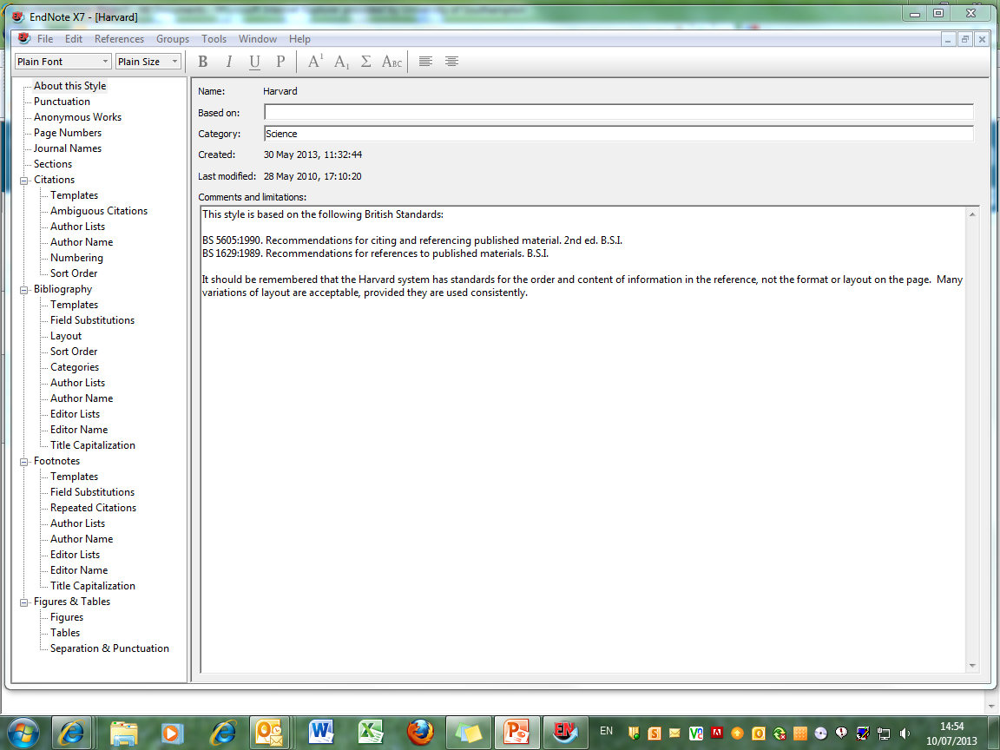 EndNote X7 - [Harvard]
File Edit References Groups Tools Window Help
Plain Font Plain Size B I U P A1 A1 Σ ABC
About this Style
Punctuation
Anonymous Works
Page Numbers
Journal Names
Sections
Citations
Templates
Ambiguous Citations
Author Lists
Author Name
Numbering
Sort Order
Bibliography
Templates
Field Substitutions
Layout
Sort Order
Categories
Author Lists
Author Name
Editor Lists
Editor Name
Title Capitalization
Footnotes
Templates
Field Substitutions
Repeated Citations
Author Lists
Author Name
Editor Lists
Editor Name
Title Capitalization
Figures & Tables
Figures
Tables
Separation & Punctuation
Name: Harvard
Based on:
Category: Science
Created: 30 May 2013, 11:32:44
Last modified: 28 May 2010, 17:10:20
Comments and limitations:
This style is based on the following British Standards:
BS 5605:1990. Recommendations for citing and referencing published material. 2nd ed. B.S.I.
BS 1629:1989. Recommendations for references to published materials. B.S.I.
It should be remembered that the Harvard system has standards for the order and content of information in the reference, not the format or layout on the page. Many
variations of layout are acceptable, provided they are used consistently.
EN
14:54
10/07/2013